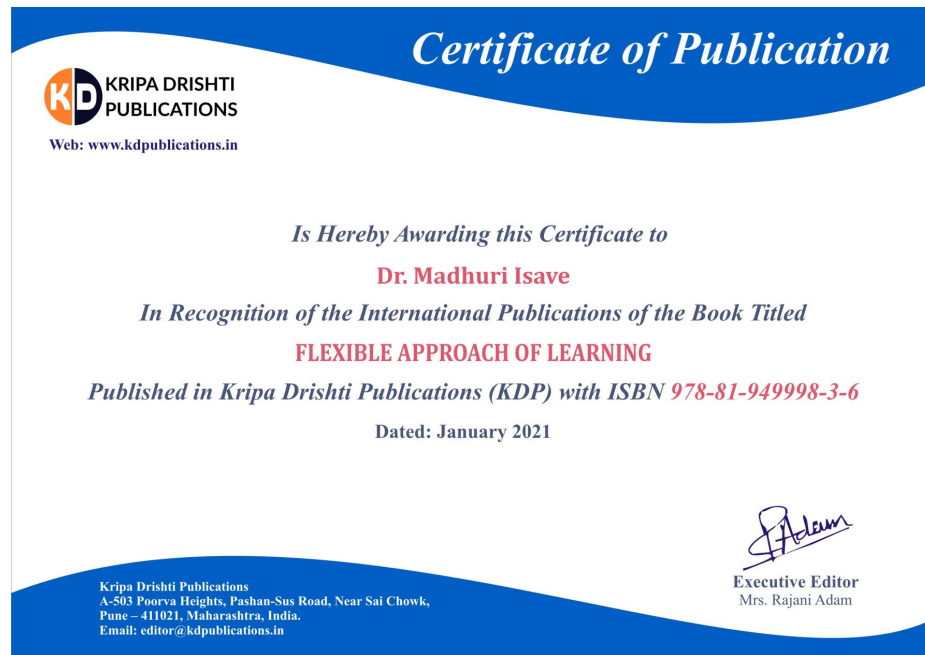 Certificate of Publication
KD
KRIPA DRISHTI
PUBLICATIONS
Web: www.kdpublications.in
Is Hereby Awarding this Certificate to
Dr. Madhuri Isave
In Recognition of the International Publications of the Book Titled
FLEXIBLE APPROACH OF LEARNING
Published in Kripa Drishti Publications (KDP) with ISBN 978-81-949998-3-6
Dated: January 2021
Adam
Executive Editor
Mrs. Rajani Adam
Kripa Drishti Publications
A-503 Poorva Heights, Pashan-Sus Road, Near Sai Chowk,
Pune – 411021, Maharashtra, India.
Email: editor@kdpublications.in